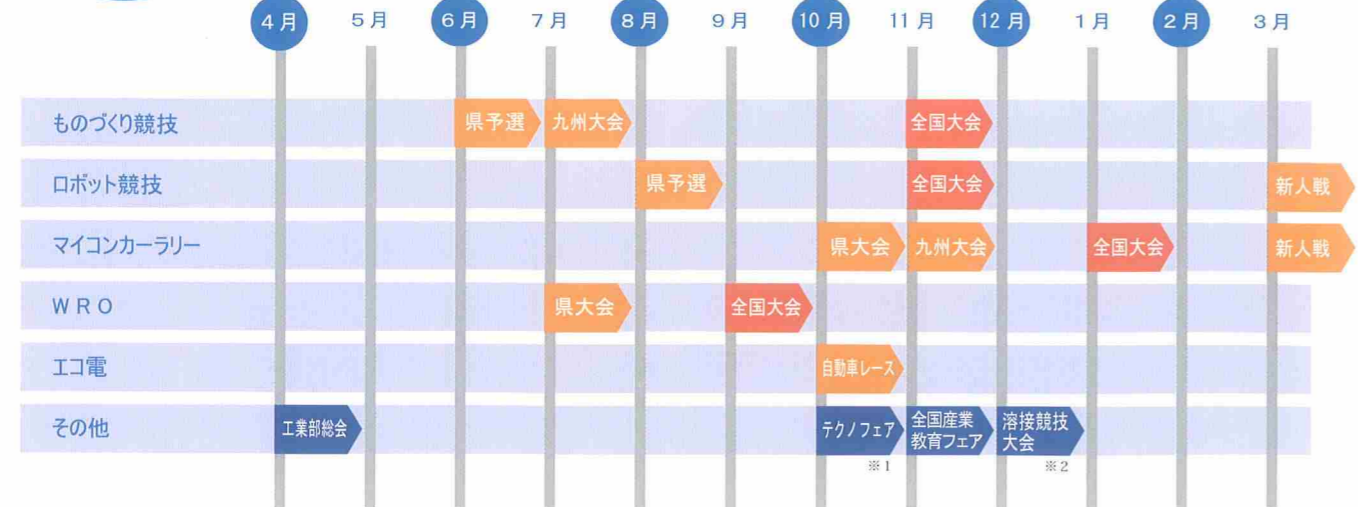 4月 5月 6月 7月 8月 9月 10月 11月 12月 1月 2月 3月
ものづくり競技 県予選 九州大会 全国大会
ロボット競技 県予選 全国大会 新人戦
マイコンカーラリー 県大会 九州大会 全国大会 新人戦
WRO 県大会 全国大会
エコ電 自動車レース
その他 工業部総会 テクノフェア 全国産業 溶接競技
教育フェア 大会
※1 ※2